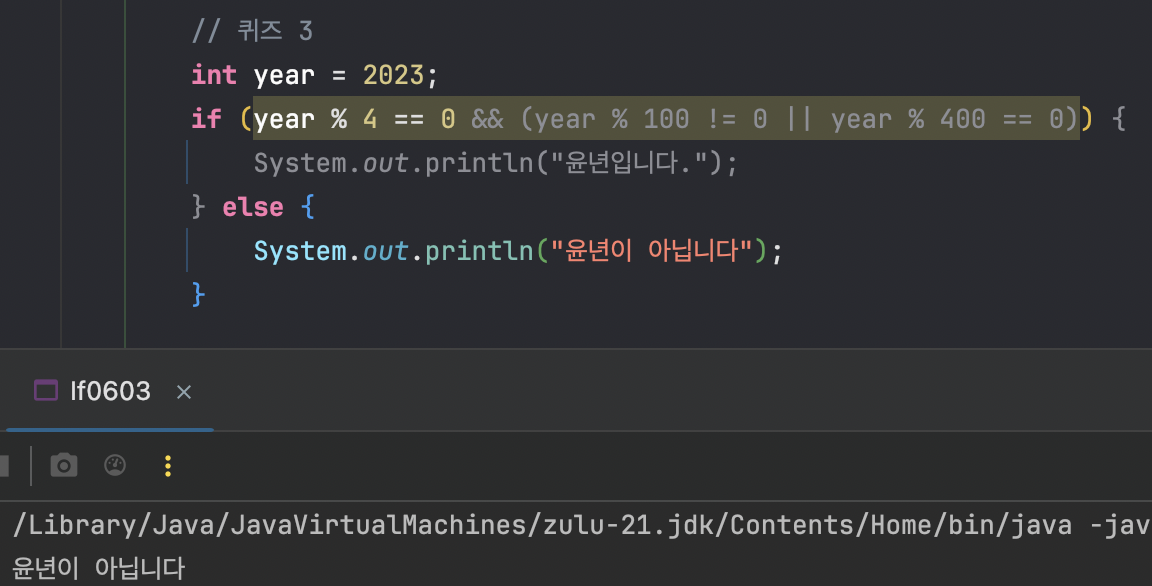 // 퀴즈 3
int year = 2023;
if (year % 4 == 0 && (year % 100 != 0 || year % 400 == 0)) {
System.out.println("윤년입니다.");
} else {
System.out.println("윤년이 아닙니다");
}
If0603 ×
/Library/Java/JavaVirtualMachines/zulu-21.jdk/Contents/Home/bin/java -jav
윤년이 아닙니다